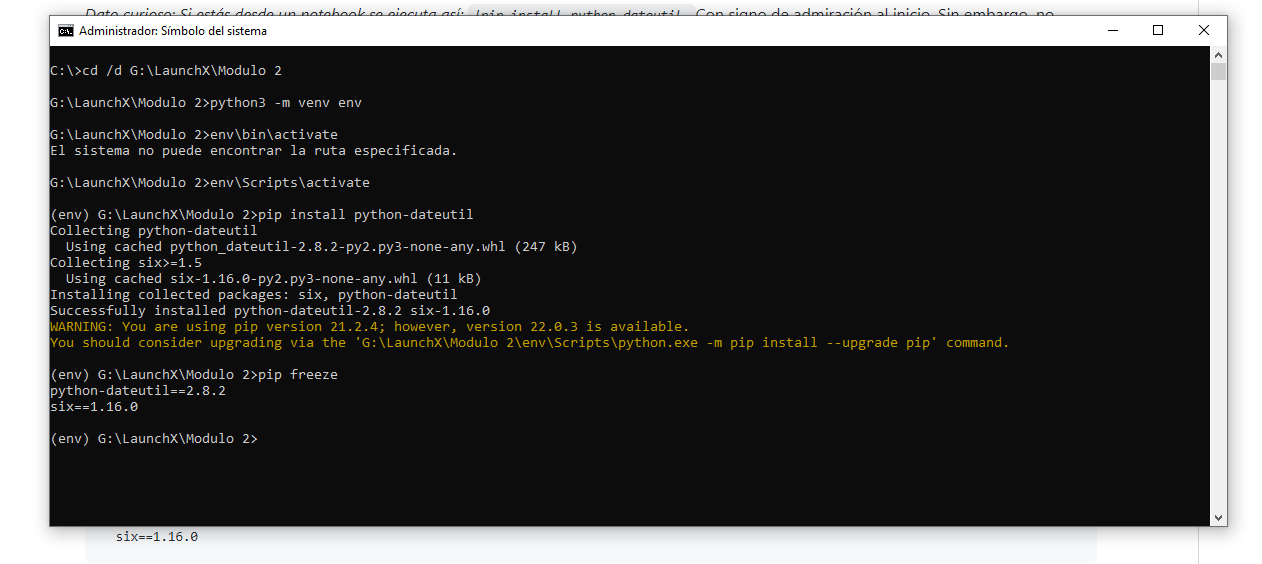 Dato curioso: Si estás desde un notebook se ejecuta así: !pip install python-dateutil Con signo de admiración al inicio. Sin embargo, no
Administrador: Símbolo del sistema
C:\>cd /d G:\LaunchX\Modulo 2
G:\LaunchX\Modulo 2>python3 -m venv env
G:\LaunchX\Modulo 2>env\bin\activate
El sistema no puede encontrar la ruta especificada.
G:\LaunchX\Modulo 2>env\Scripts\activate
(env) G:\LaunchX\Modulo 2>pip install python-dateutil
Collecting python-dateutil
  Using cached python_dateutil-2.8.2-py2.py3-none-any.whl (247 kB)
Collecting six>=1.5
  Using cached six-1.16.0-py2.py3-none-any.whl (11 kB)
Installing collected packages: six, python-dateutil
Successfully installed python-dateutil-2.8.2 six-1.16.0
WARNING: You are using pip version 21.2.4; however, version 22.0.3 is available.
You should consider upgrading via the 'G:\LaunchX\Modulo 2\env\Scripts\python.exe -m pip install --upgrade pip' command.
(env) G:\LaunchX\Modulo 2>pip freeze
python-dateutil==2.8.2
six==1.16.0
(env) G:\LaunchX\Modulo 2>
six==1.16.0